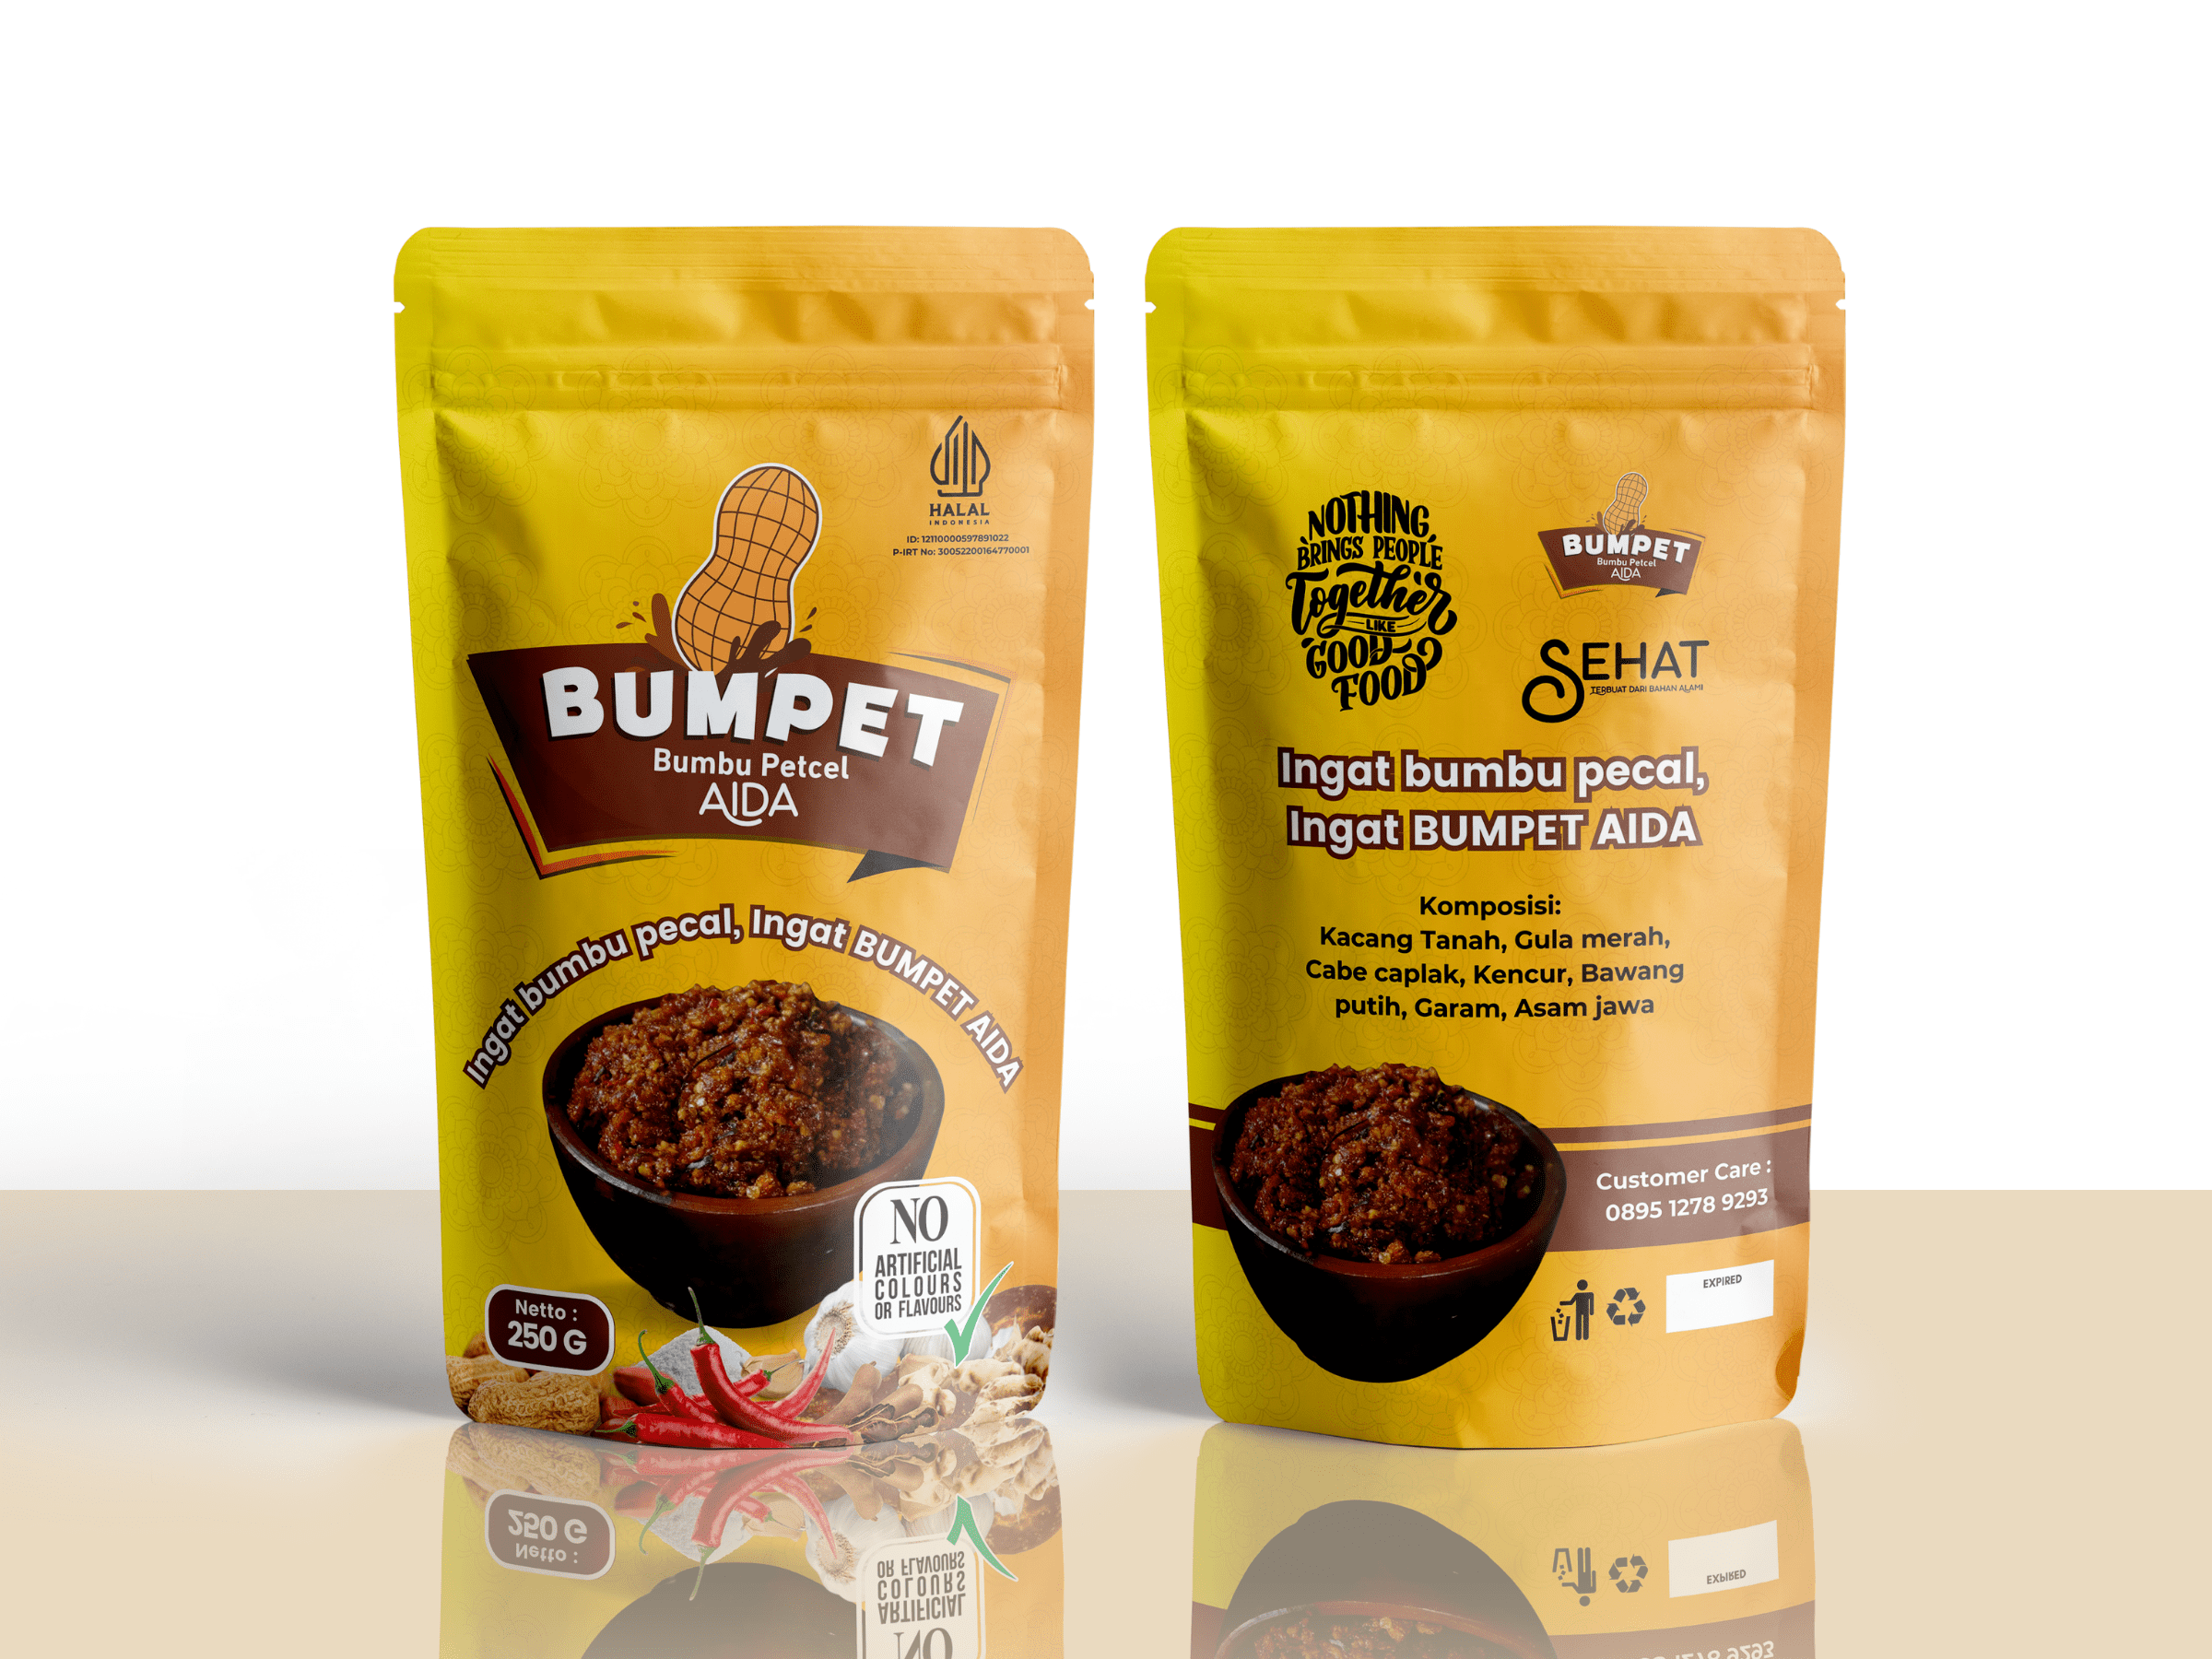 HALAL
INDONESIA
ID: 12110000597891022
P-IRT No: 30052200164770001
BUMPET
Bumbu Petcel
AIDA
Ingat bumbu pecal, Ingat BUMPET AIDA
NO
ARTIFICIAL
COLOURS
OR FLAVOURS
Netto :
250 G
NOTHING
BRINGS PEOPLE
Together
LIKE
GOOD
FOOD
BUMPET
Bumbu Petcel
AIDA
SEHAT
TERBUAT DARI BAHAN ALAMI
Ingat bumbu pecal,
Ingat BUMPET AIDA
Komposisi:
Kacang Tanah, Gula merah,
Cabe caplak, Kencur, Bawang
putih, Garam, Asam jawa
Customer Care :
0895 1278 9293
EXPIRED